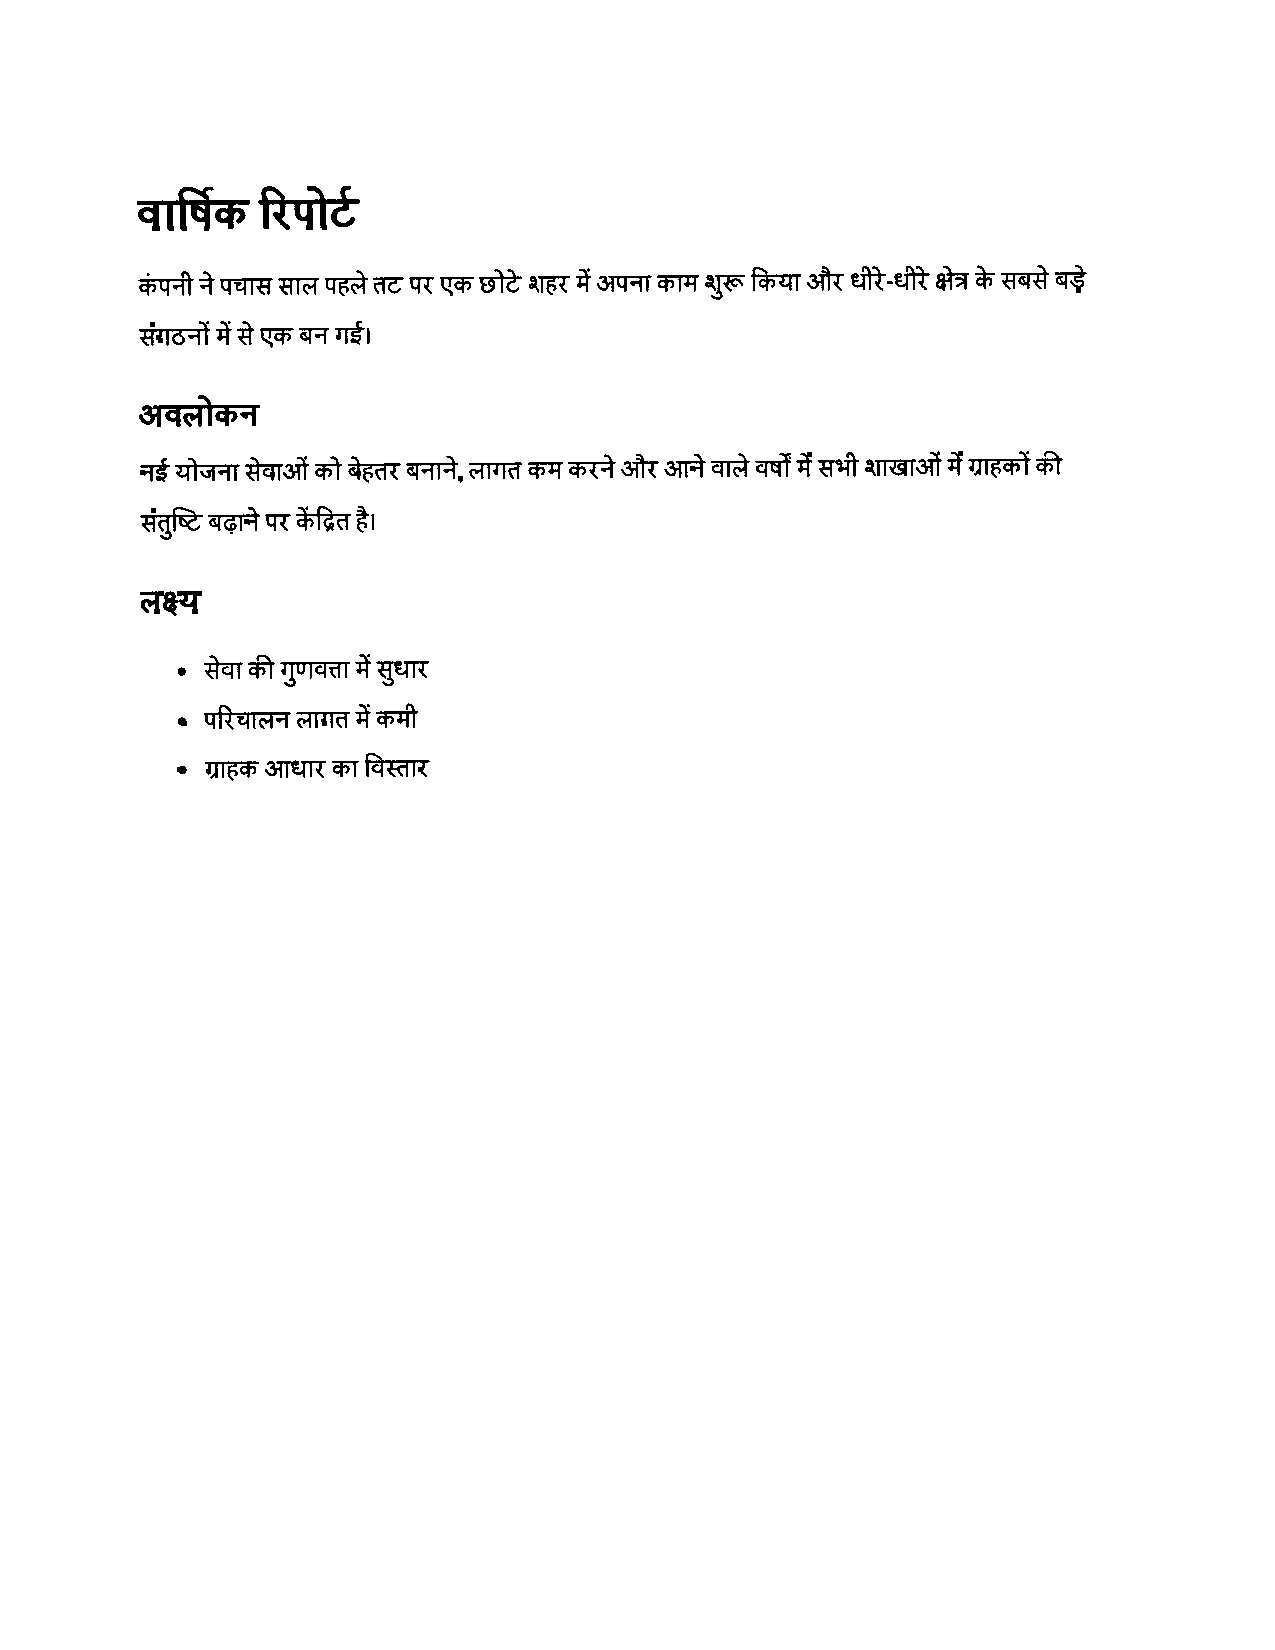 वार्षिक रिपोर्ट
कंपनी ने पचास साल पहले तट पर एक छोटे शहर में अपना काम शुरू किया और धीरे-धीरे क्षेत्र के सबसे बड़े
संगठनों में से एक बन गई।
अवलोकन
नई योजना सेवाओं को बेहतर बनाने, लागत कम करने और आने वाले वर्षों में सभी शाखाओं में ग्राहकों की
संतुष्टि बढ़ाने पर केंद्रित है।
लक्ष्य
• सेवा की गुणवत्ता में सुधार
• परिचालन लागत में कमी
• ग्राहक आधार का विस्तार